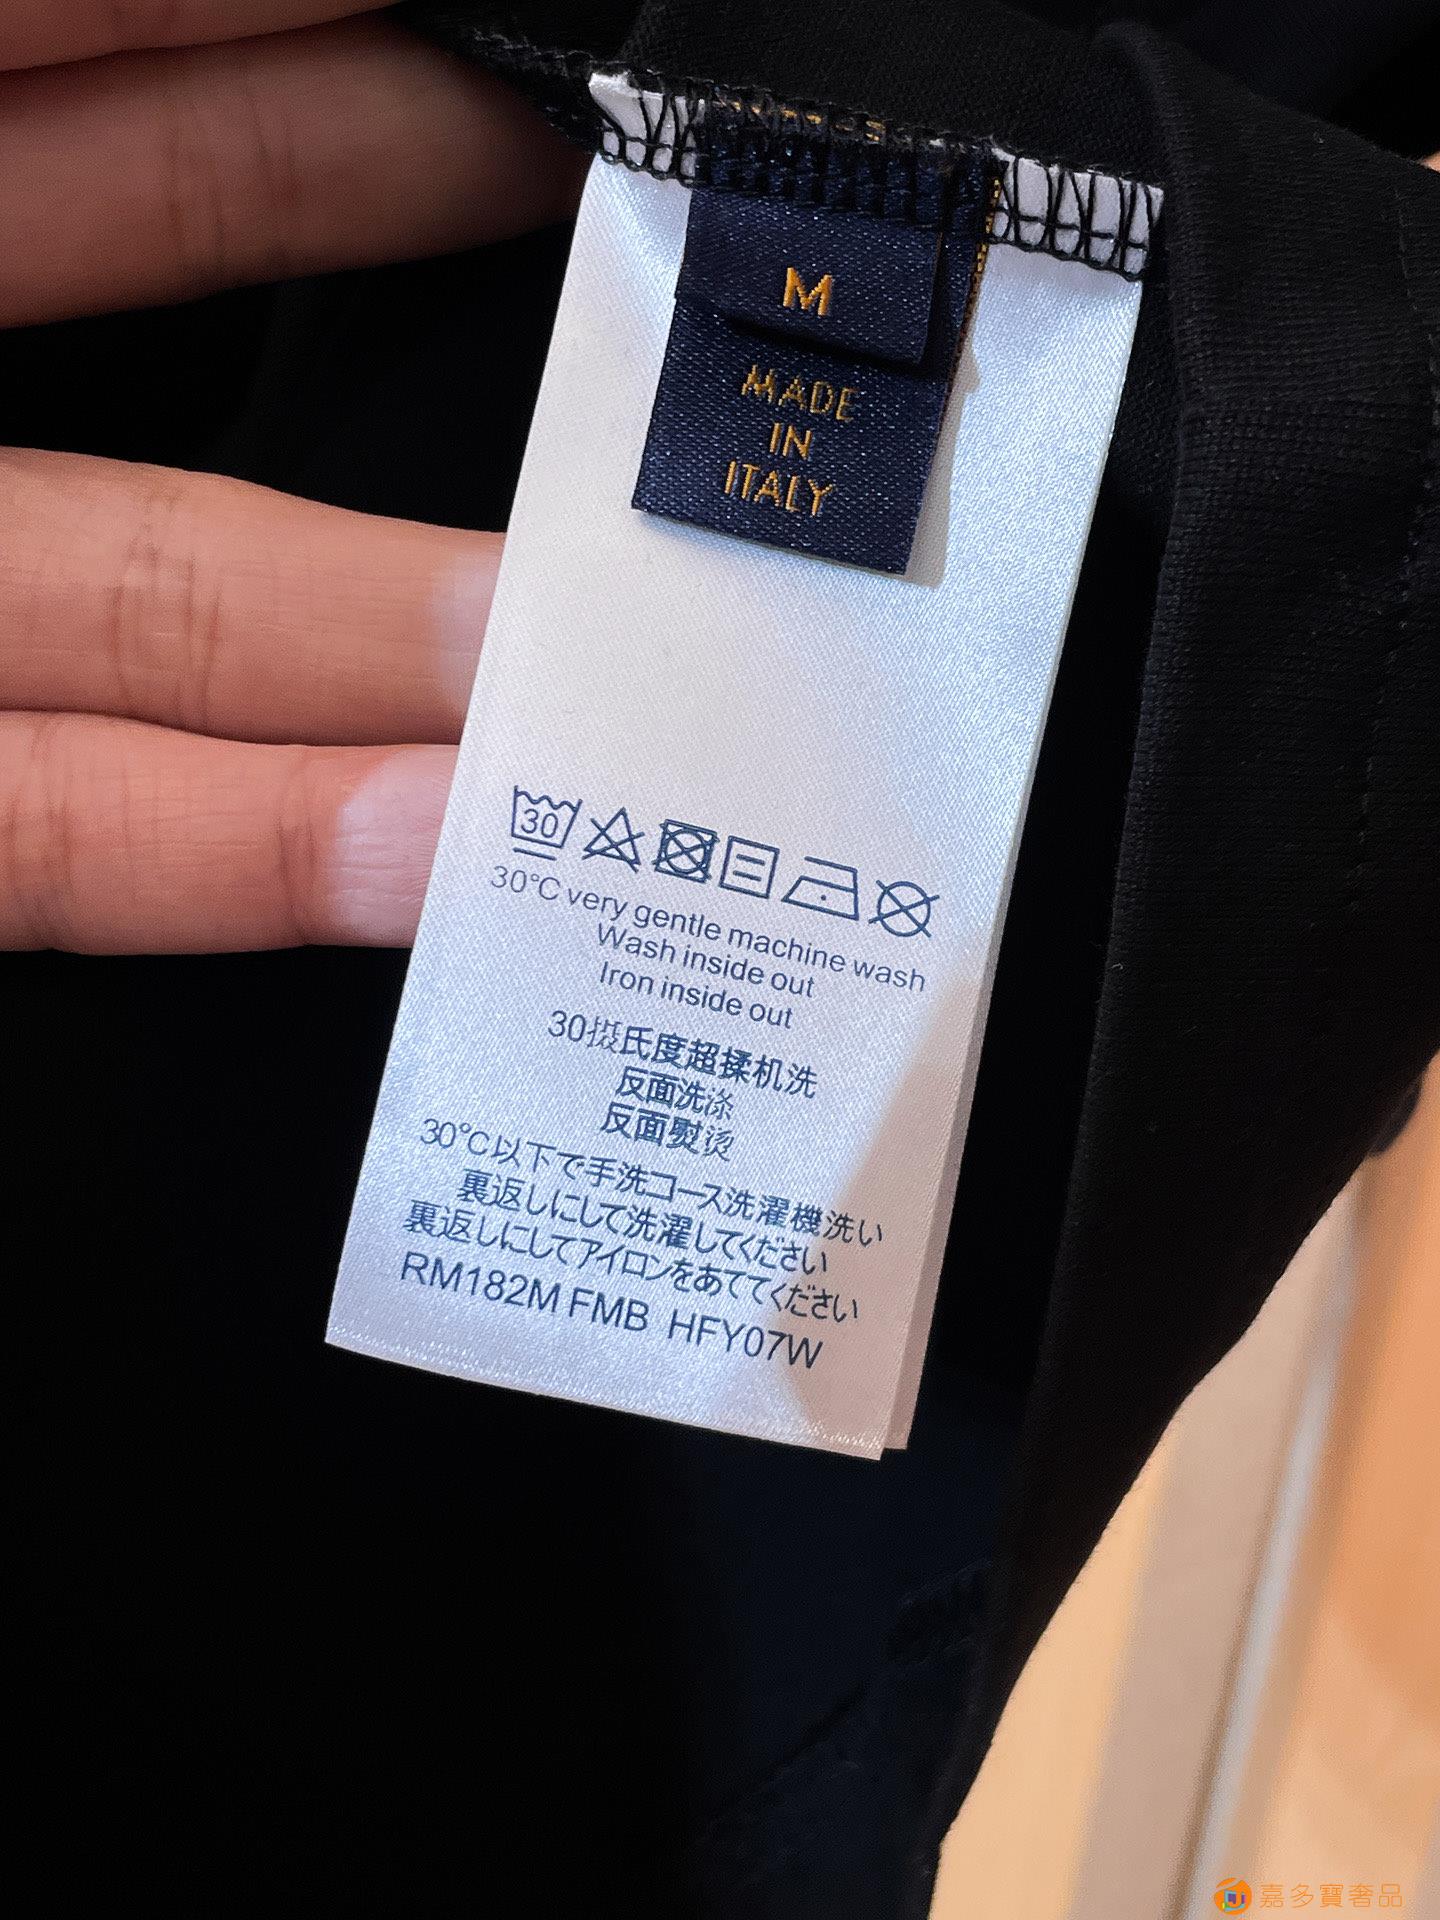 M
MADE
IN
ITALY
30
30°C very gentle machine wash
Wash inside out
Iron inside out
30摄氏度超揉机洗
反面洗涤
反面熨烫
30℃以下で手洗コース洗濯機洗い
裏返しにして洗濯してください
裏返しにしてアイロンをあててください
RM182M FMB HFY07W
嘉多寶奢品